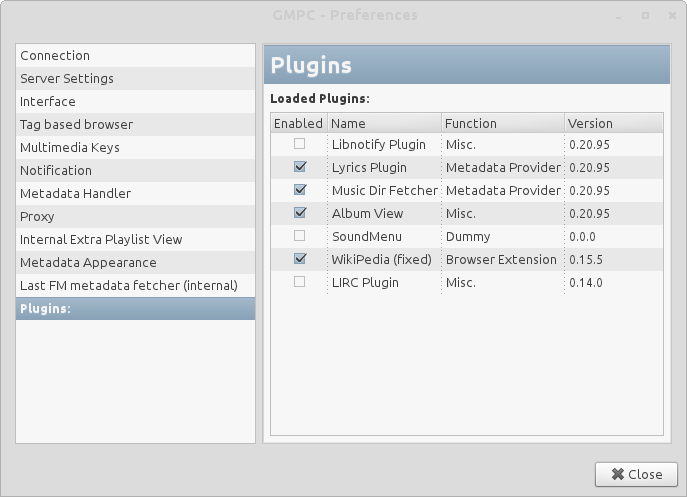 GMPC - Preferences
Connection
Server Settings
Interface
Tag based browser
Multimedia Keys
Notification
Metadata Handler
Proxy
Internal Extra Playlist View
Metadata Appearance
Last FM metadata fetcher (internal)
Plugins:
Plugins
Loaded Plugins:
Enabled Name Function Version
Libnotify Plugin Misc. 0.20.95
Lyrics Plugin Metadata Provider 0.20.95
Music Dir Fetcher Metadata Provider 0.20.95
Album View Misc. 0.20.95
SoundMenu Dummy 0.0.0
WikiPedia (fixed) Browser Extension 0.15.5
LIRC Plugin Misc. 0.14.0
Close